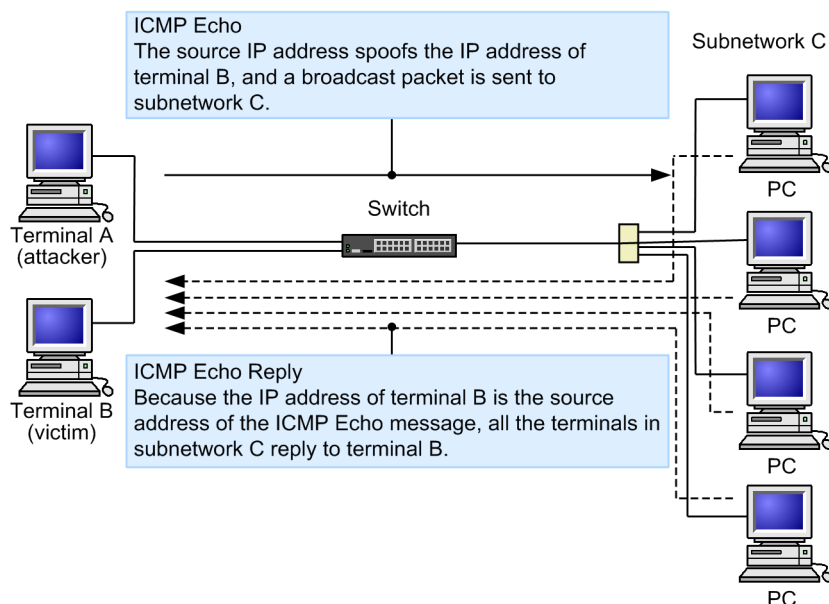 ICMP Echo
The source IP address spoofs the IP address of
terminal B, and a broadcast packet is sent to
subnetwork C.
Subnetwork C
PC
Terminal A
(attacker)
Switch
PC
ICMP Echo Reply
Because the IP address of terminal B is the source
address of the ICMP Echo message, all the terminals in
subnetwork C reply to terminal B.
Terminal B
(victim)
PC
PC